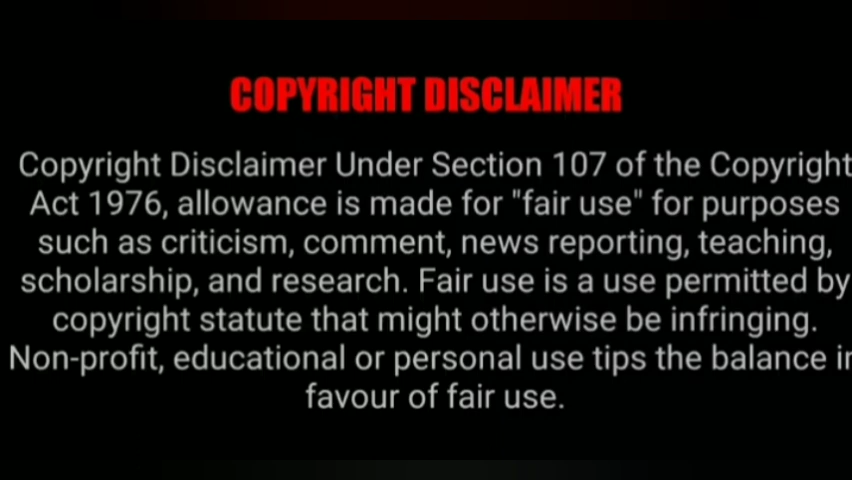 COPYRIGHT DISCLAIMER
Copyright Disclaimer Under Section 107 of the Copyright
Act 1976, allowance is made for "fair use" for purposes
such as criticism, comment, news reporting, teaching,
scholarship, and research. Fair use is a use permitted by
copyright statute that might otherwise be infringing.
Non-profit, educational or personal use tips the balance in
favour of fair use.